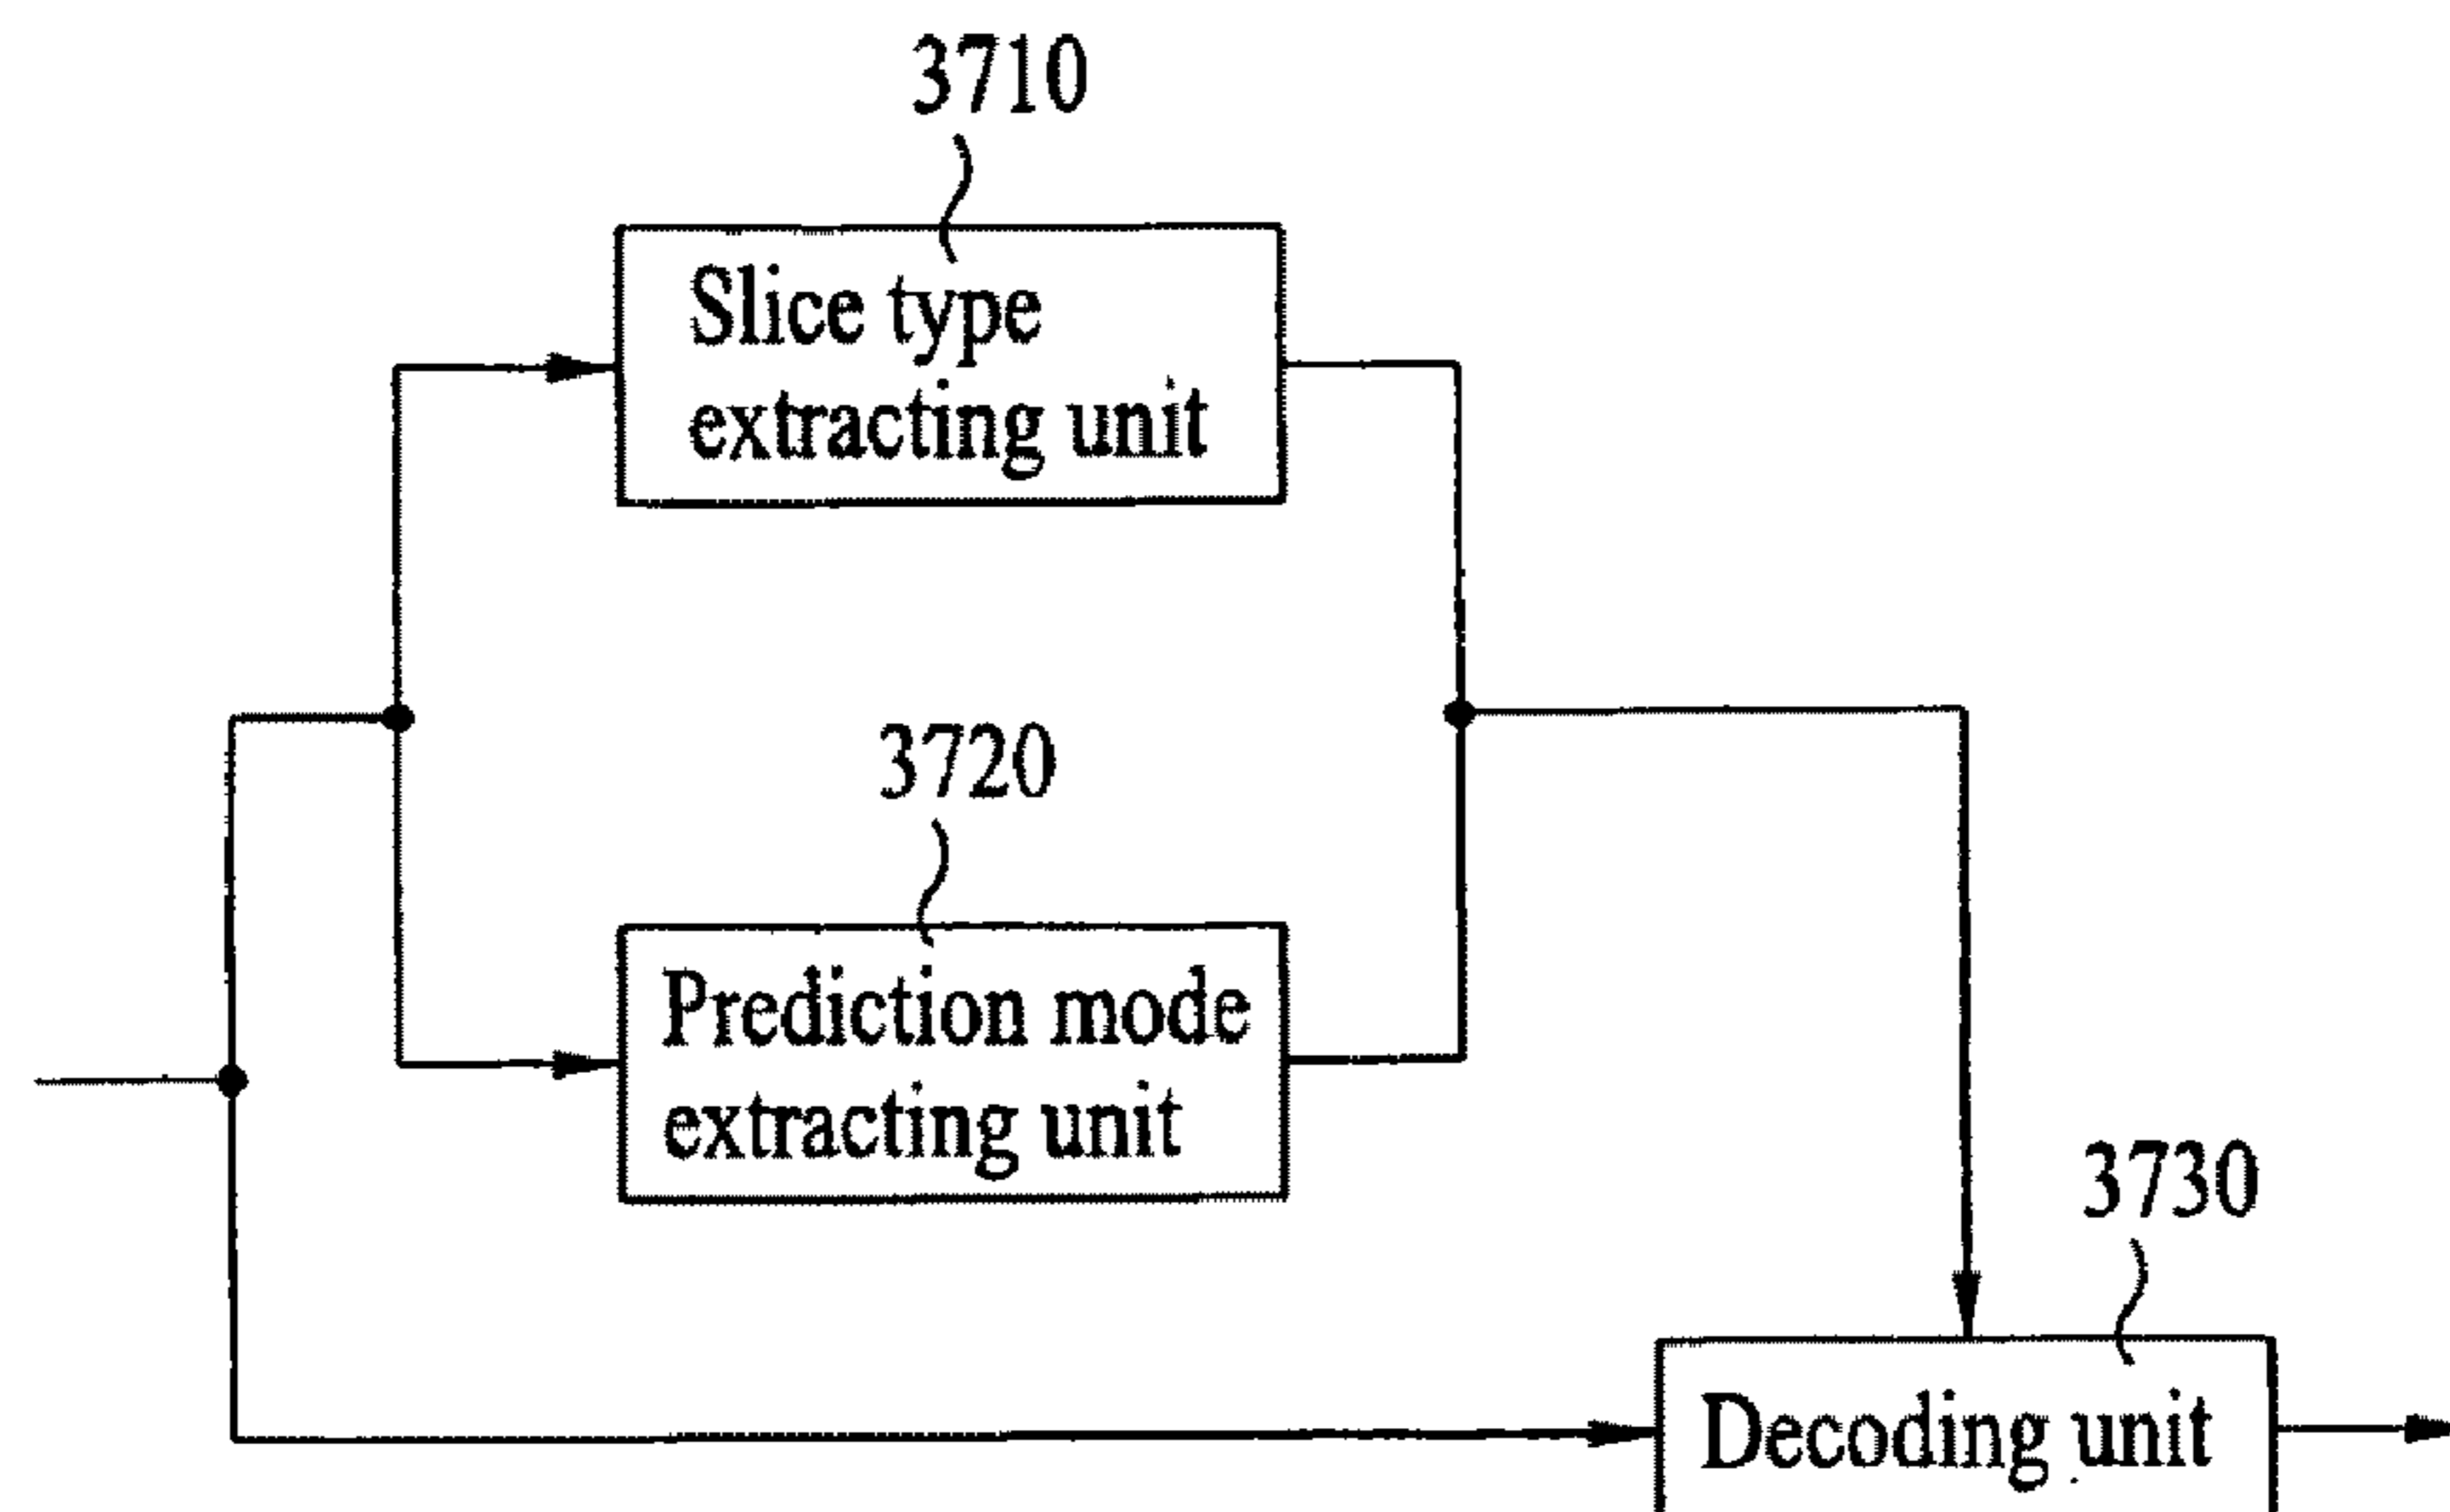 3710
Slice type
extracting unit
3720
Prediction mode
extracting unit
3730
Decoding unit